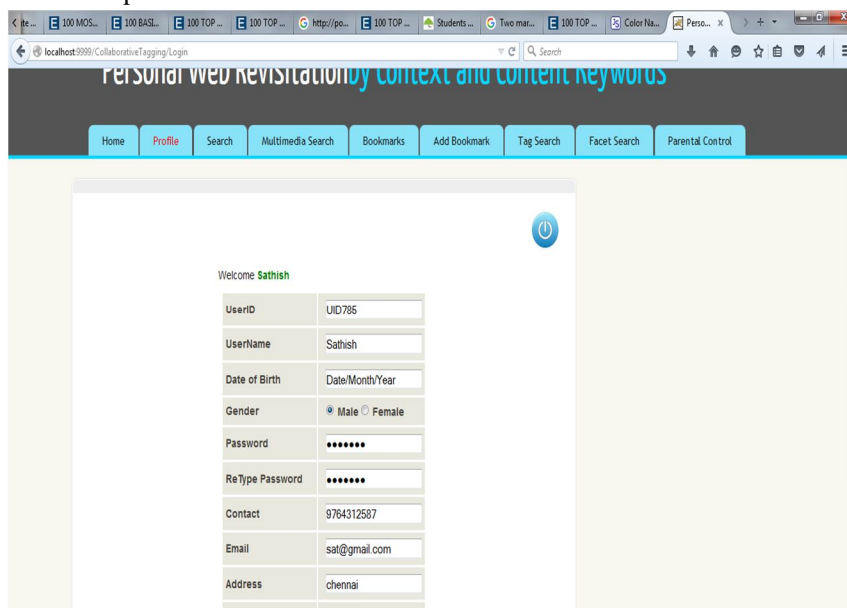 te ... 100 MOS... 100 BASI... 100 TOP ... 100 TOP ... http://po... 100 TOP ... Students ... Two mar... 100 TOP ... Color Na... Perso... x
localhost:9999/CollaborativeTagging/Login Search
Personal Web Revisitation by Context and Content Keywords
Home Profile Search Multimedia Search Bookmarks Add Bookmark Tag Search Facet Search Parental Control
Welcome Sathish
UserID UID785
UserName Sathish
Date of Birth Date/Month/Year
Gender Male Female
Password •••••••
ReType Password •••••••
Contact 9764312587
Email sat@gmail.com
Address chennai